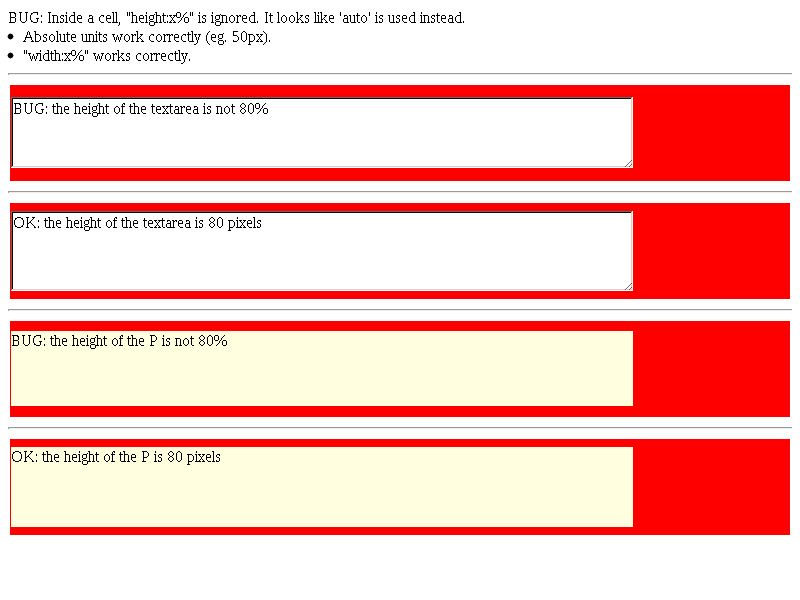 BUG: Inside a cell, "height:x%" is ignored. It looks like 'auto' is used instead.
Absolute units work correctly (eg. 50px).
"width:x%" works correctly.
BUG: the height of the textarea is not 80%
OK: the height of the textarea is 80 pixels
BUG: the height of the P is not 80%
OK: the height of the P is 80 pixels